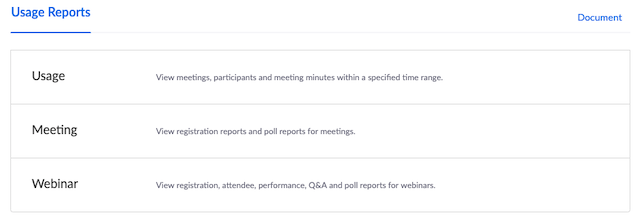 Usage Reports
Document
Usage
View meetings, participants and meeting minutes within a specified time range.
Meeting
View registration reports and poll reports for meetings.
Webinar
View registration, attendee, performance, Q&A and poll reports for webinars.